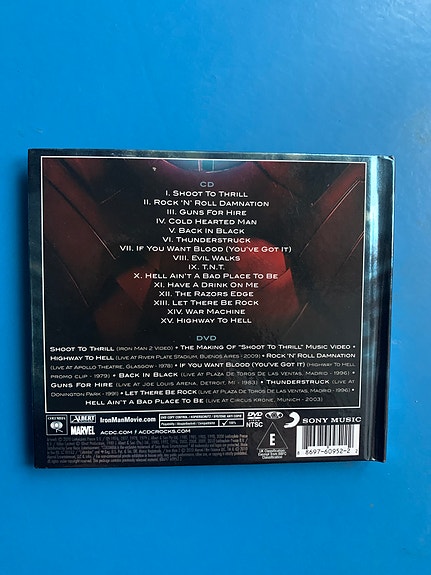 CD
I. SHOOT TO THRILL
II. ROCK 'N' ROLL DAMNATION
III. GUNS FOR HIRE
IV. COLD HEARTED MAN
V. BACK IN BLACK
VI. THUNDERSTRUCK
VII. IF YOU WANT BLOOD (YOU'VE GOT IT)
VIII. EVIL WALKS
IX. T.N.T.
X. HELL AIN'T A BAD PLACE TO BE
XI. HAVE A DRINK ON ME
XII. THE RAZORS EDGE
XIII. LET THERE BE ROCK
XIV. WAR MACHINE
XV. HIGHWAY TO HELL
DVD
SHOOT TO THRILL (IRON MAN 2 VIDEO) • THE MAKING OF "SHOOT TO THRILL" MUSIC VIDEO •
HIGHWAY TO HELL (LIVE AT RIVER PLATE STADIUM, BUENOS AIRES - 2009) • ROCK 'N' ROLL DAMNATION
(LIVE AT APOLLO THEATRE, GLASGOW - 1978) • IF YOU WANT BLOOD (YOU'VE GOT IT) (HIGHWAY TO HELL
PROMO CLIP - 1979) • BACK IN BLACK (LIVE AT PLAZA DE TOROS DE LAS VENTAS, MADRID - 1996) •
GUNS FOR HIRE (LIVE AT JOE LOUIS ARENA, DETROIT, MI - 1983) • THUNDERSTRUCK (LIVE AT
DONINGTON PARK - 1991) • LET THERE BE ROCK (LIVE AT PLAZA DE TOROS DE LAS VENTAS, MADRID - 1996)
HELL AIN'T A BAD PLACE TO BE (LIVE AT CIRCUS KRONE, MUNICH - 2003)
COLUMBIA
ALBERT
MARVEL
IronManMovie.com
ACDC.COM / ACDCROCKS.COM
100%
DVD
NTSC
E
SONY MUSIC
8 8697-60952-2 2